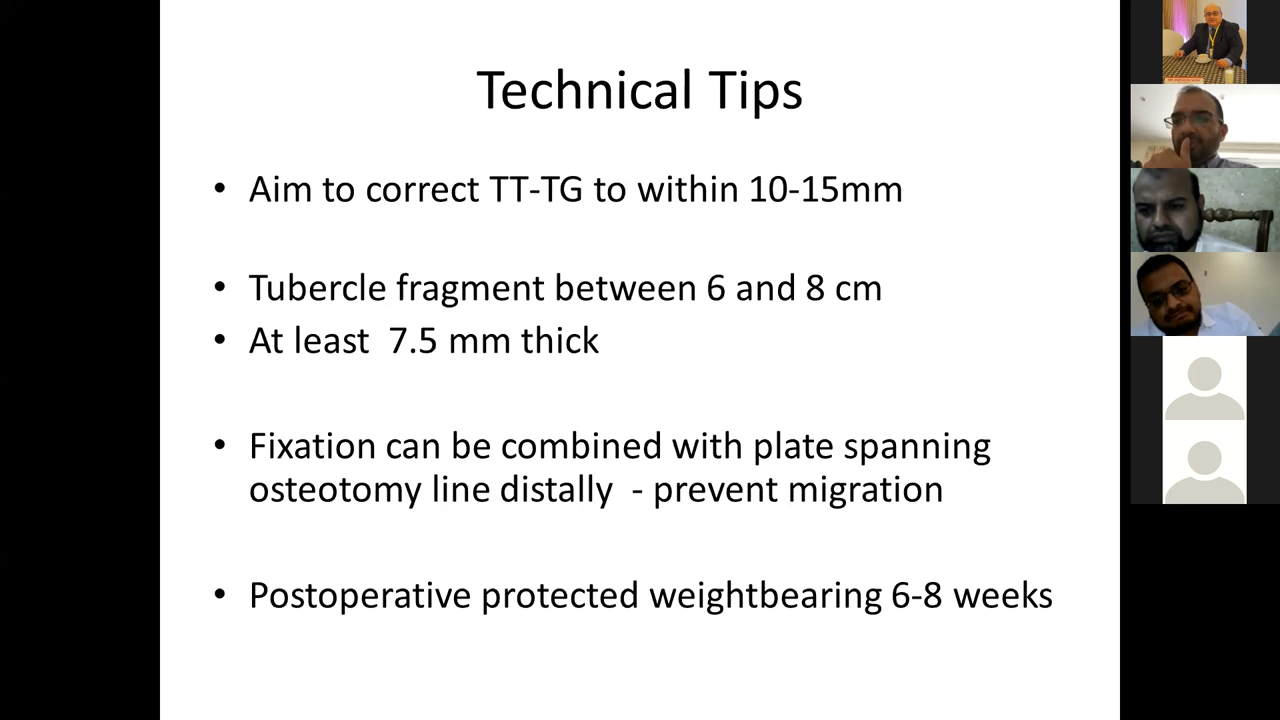 Technical Tips
• Aim to correct TT-TG to within 10-15mm
• Tubercle fragment between 6 and 8 cm
• At least  7.5 mm thick
• Fixation can be combined with plate spanning
osteotomy line distally  - prevent migration
• Postoperative protected weightbearing 6-8 weeks